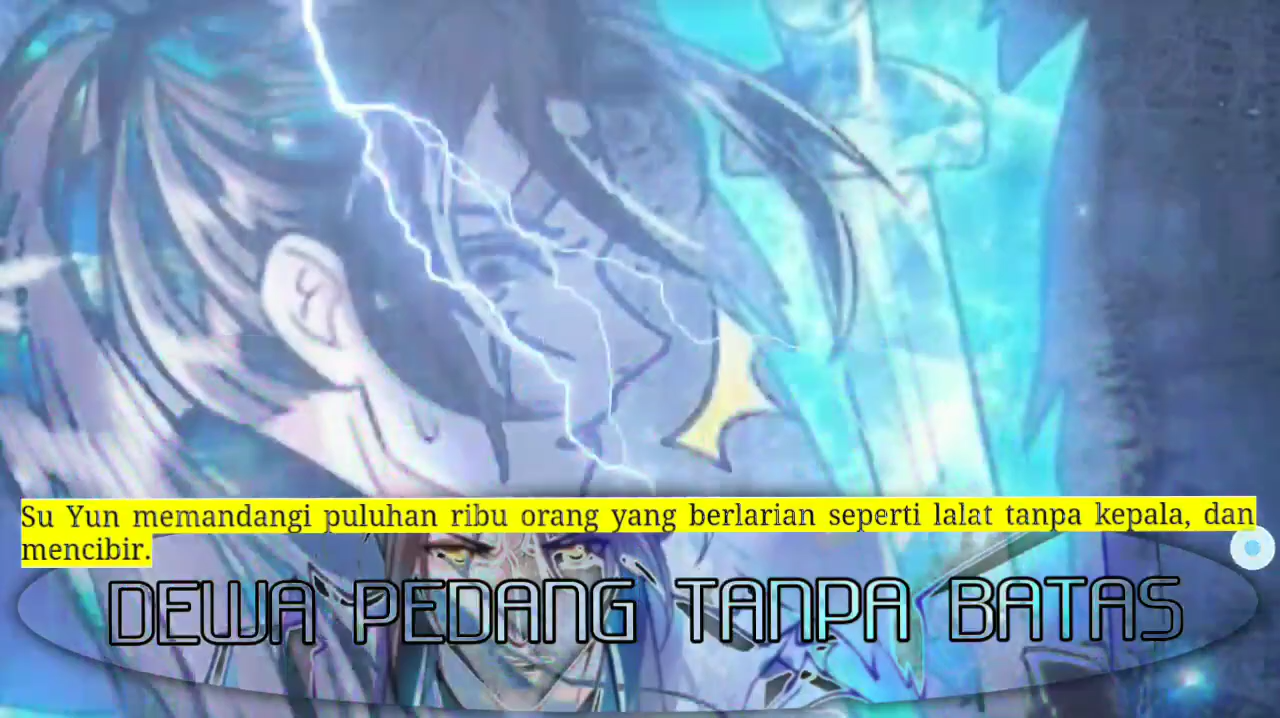 Su Yun memandangi puluhan ribu orang yang berlarian seperti lalat tanpa kepala, dan
mencibir.
DEWA PEDANG TANPA BATAS